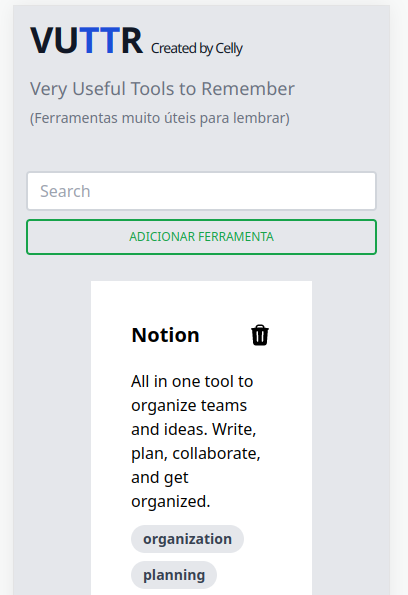 VUTTR Created by Celly
Very Useful Tools to Remember
(Ferramentas muito úteis para lembrar)
Search
ADICIONAR FERRAMENTA
Notion
All in one tool to
organize teams
and ideas. Write,
plan, collaborate,
and get
organized.
organization
planning